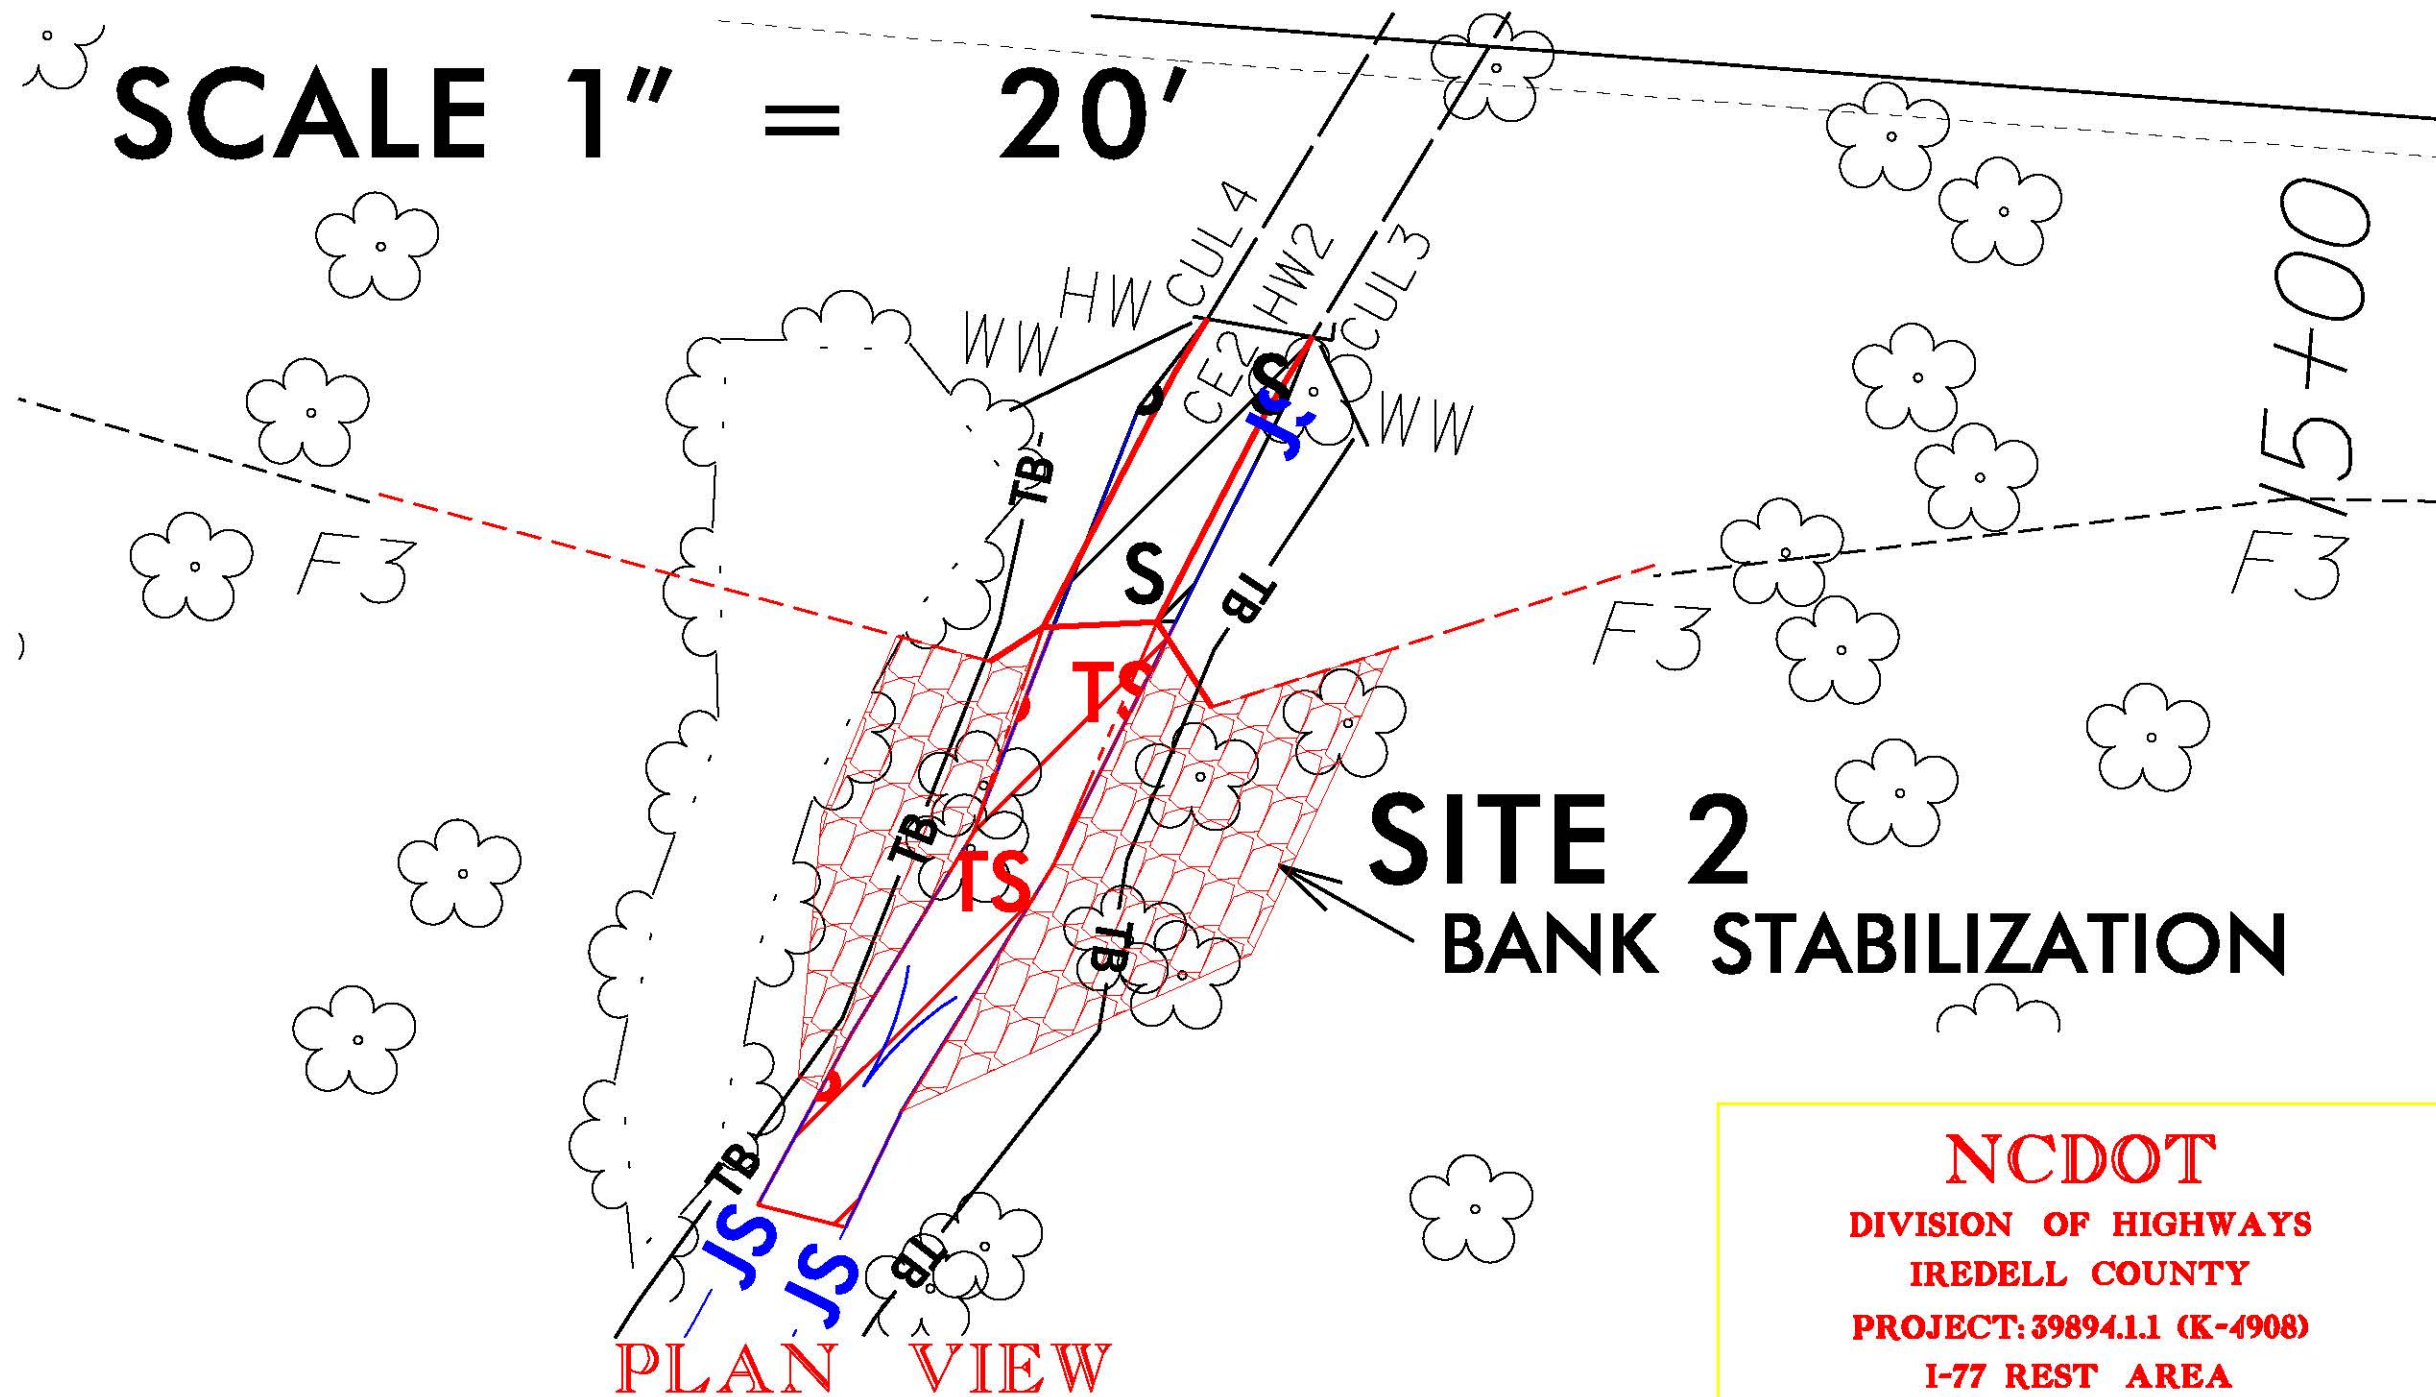 SCALE 1" = 20'
CUL 4
HW2
CUL3
HW
WW
CE2
S
JS
WW
15+00
TB
F3
S
TB
F3
F3
TS
SITE 2
TB
TS
BANK STABILIZATION
TB
TB
JS
JS
TB
PLAN VIEW
NCDOT
DIVISION OF HIGHWAYS
IREDELL COUNTY
PROJECT: 39894.1.1 (K-4908)
I-77 REST AREA